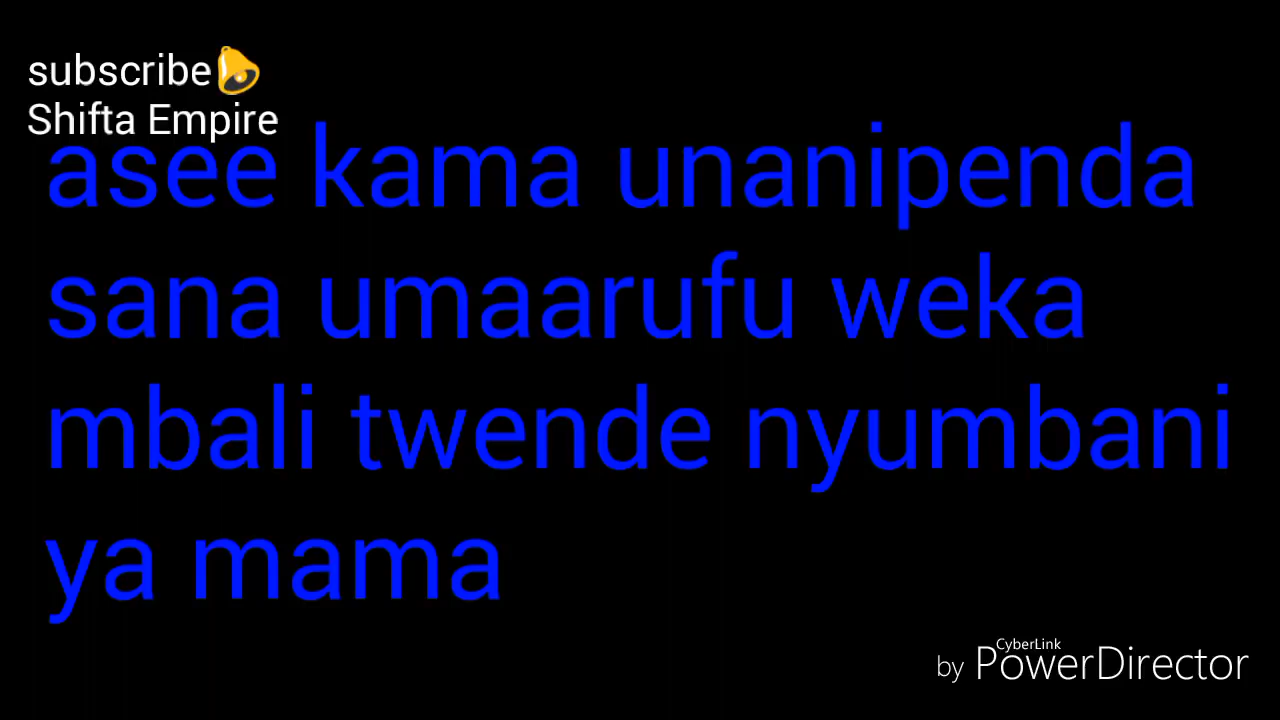 subscribe🔔
Shifta Empire
asee kama unanipenda
sana umaarufu weka
mbali twende nyumbani
ya mama
CyberLink
by PowerDirector